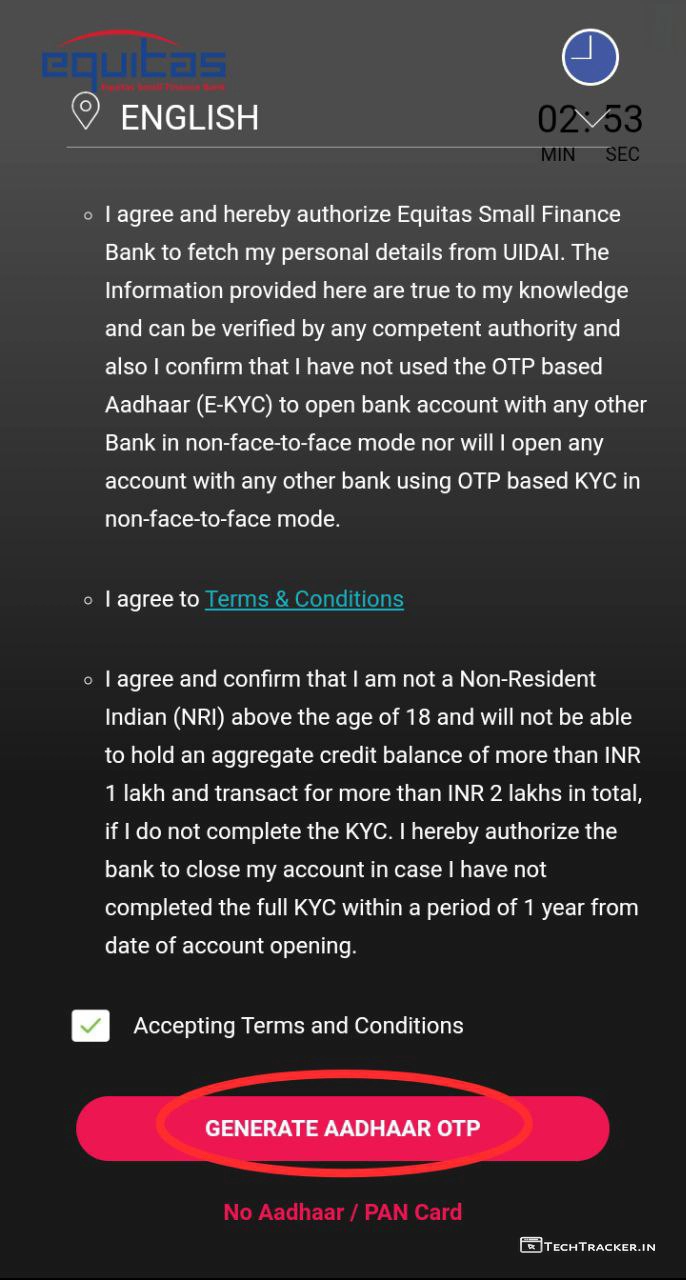 equitas
Equitas Small Finance Bank
ENGLISH
02: 53
MIN SEC
I agree and hereby authorize Equitas Small Finance
Bank to fetch my personal details from UIDAI. The
Information provided here are true to my knowledge
and can be verified by any competent authority and
also I confirm that I have not used the OTP based
Aadhaar (E-KYC) to open bank account with any other
Bank in non-face-to-face mode nor will I open any
account with any other bank using OTP based KYC in
non-face-to-face mode.
I agree to Terms & Conditions
I agree and confirm that I am not a Non-Resident
Indian (NRI) above the age of 18 and will not be able
to hold an aggregate credit balance of more than INR
1 lakh and transact for more than INR 2 lakhs in total,
if I do not complete the KYC. I hereby authorize the
bank to close my account in case I have not
completed the full KYC within a period of 1 year from
date of account opening.
Accepting Terms and Conditions
GENERATE AADHAAR OTP
No Aadhaar / PAN Card
TECHTRACKER.IN